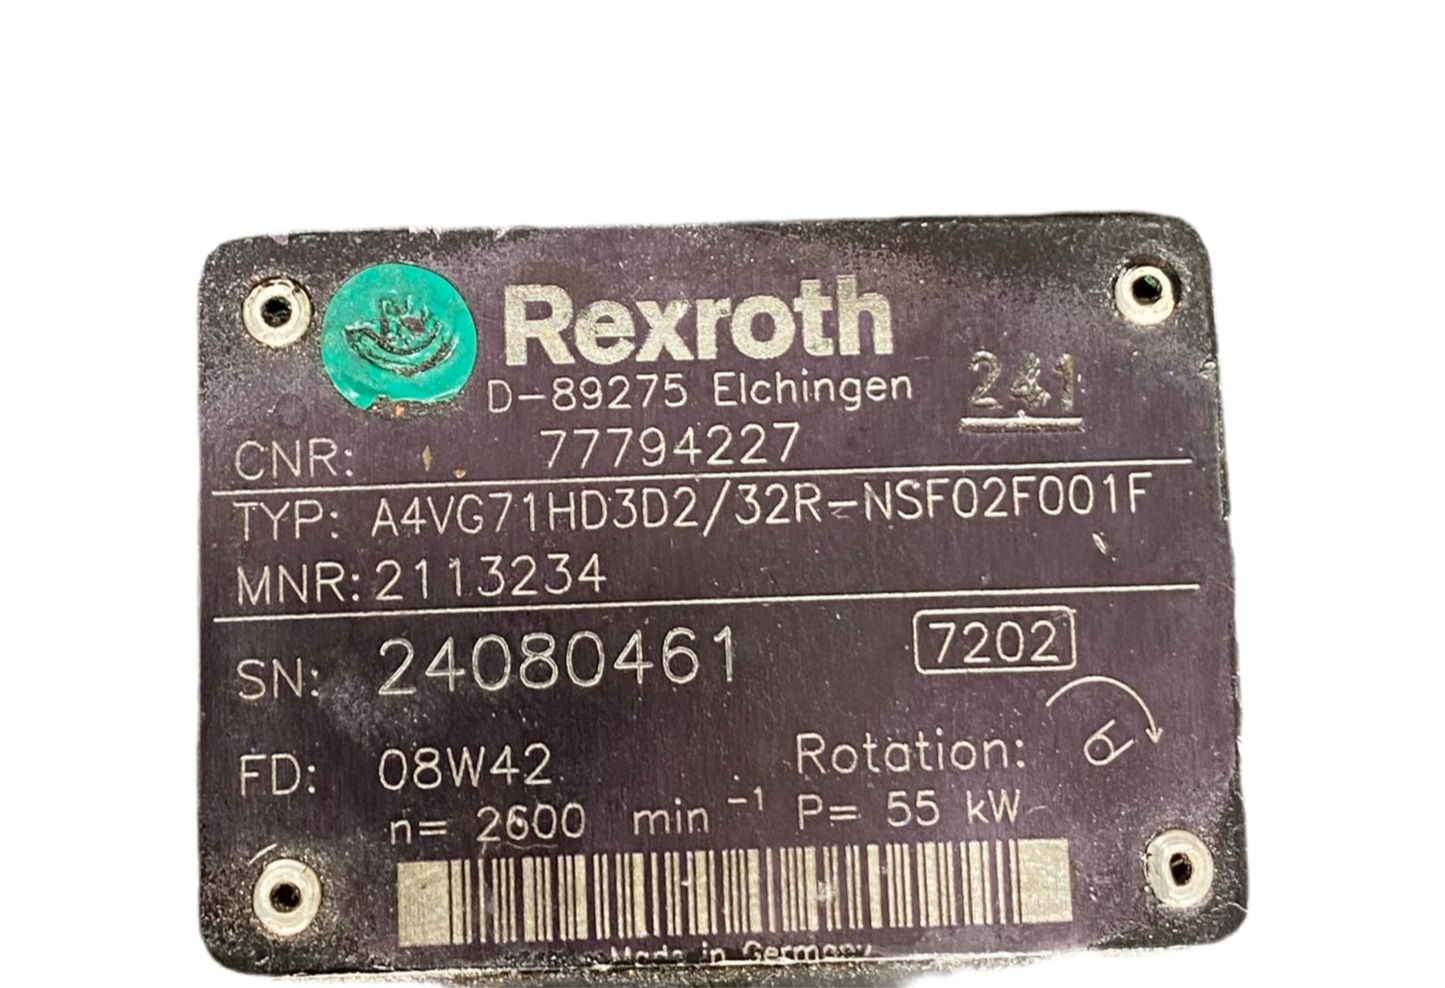 Rexroth
D-89275 Elchingen
241
CNR: 77794227
TYP: A4VG71HD3D2/32R-NSF02F001F
MNR: 2113234
SN: 24080461 7202
FD: 08W42 Rotation:
n= 2600 min -1 P= 55 kW
Made in Germany